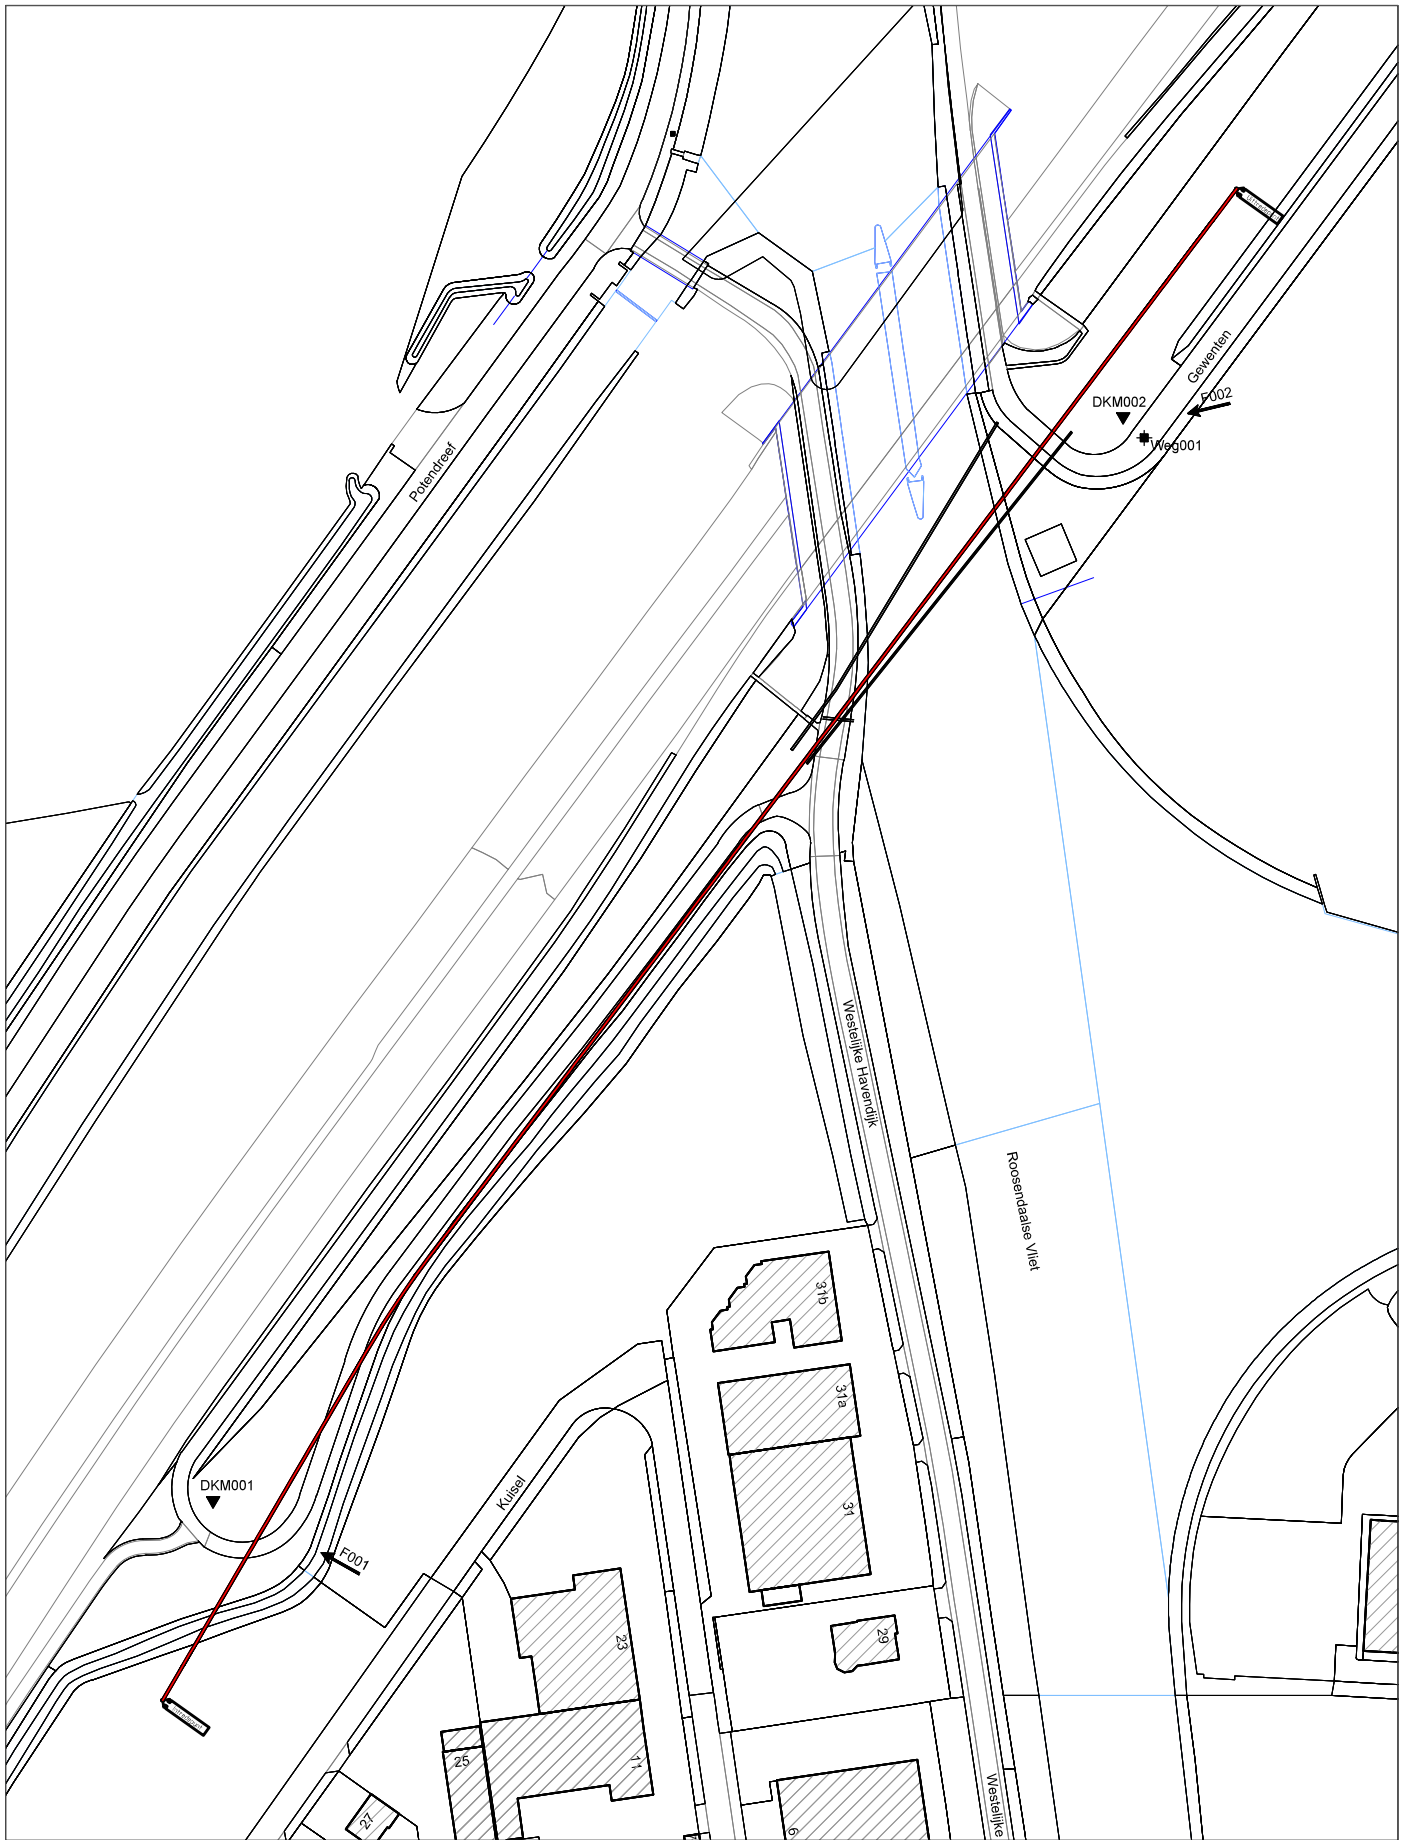 Gewenten
F002
DKM002
Weg001
Potendreef
Westelijke Havendijk
Roosendaalse Vliet
31b
31a
31
Kuisel
DKM001
F001
29
23
11
25
27
6
Westelijke